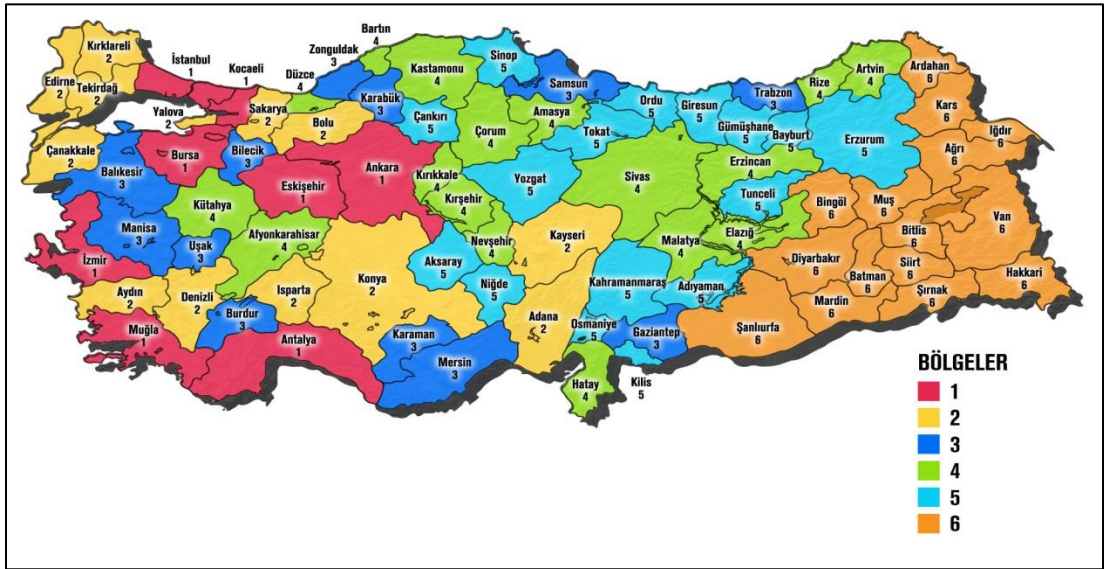 Kırklareli
2
Edirne
2
Tekirdağ
2
İstanbul
1
Kocaeli
1
Yalova
2
Sakarya
2
Düzce
4
Zonguldak
3
Bartın
4
Karabük
3
Bolu
2
Kastamonu
4
Sinop
5
Çankırı
5
Samsun
3
Çorum
4
Amasya
4
Tokat
5
Ordu
5
Giresun
5
Gümüşhane
5
Trabzon
3
Bayburt
5
Rize
4
Artvin
4
Ardahan
6
Kars
6
Iğdır
6
Ağrı
6
Erzurum
5
Erzincan
4
Çanakkale
2
Balıkesir
3
Bursa
1
Bilecik
3
Eskişehir
1
Ankara
1
Kırıkkale
4
Kırşehir
4
Yozgat
5
Sivas
4
Tunceli
5
Bingöl
6
Muş
6
Van
6
Bitlis
6
Kütahya
4
Manisa
3
Uşak
3
Afyonkarahisar
4
İzmir
1
Nevşehir
4
4
Kayseri
2
Malatya
4
Elazığ
4
Diyarbakır
6
Batman
6
Siirt
6
Şırnak
6
Hakkari
6
Aydın
2
Denizli
2
Isparta
2
Konya
2
Aksaray
5
Niğde
5
Kahramanmaraş
5
Adıyaman
5
Mardin
6
Muğla
1
Burdur
3
Antalya
1
Karaman
3
Mersin
3
Adana
2
Osmaniye
5
Gaziantep
3
Şanlıurfa
6
Hatay
4
Kilis
5
BÖLGELER
1
2
3
4
5
6